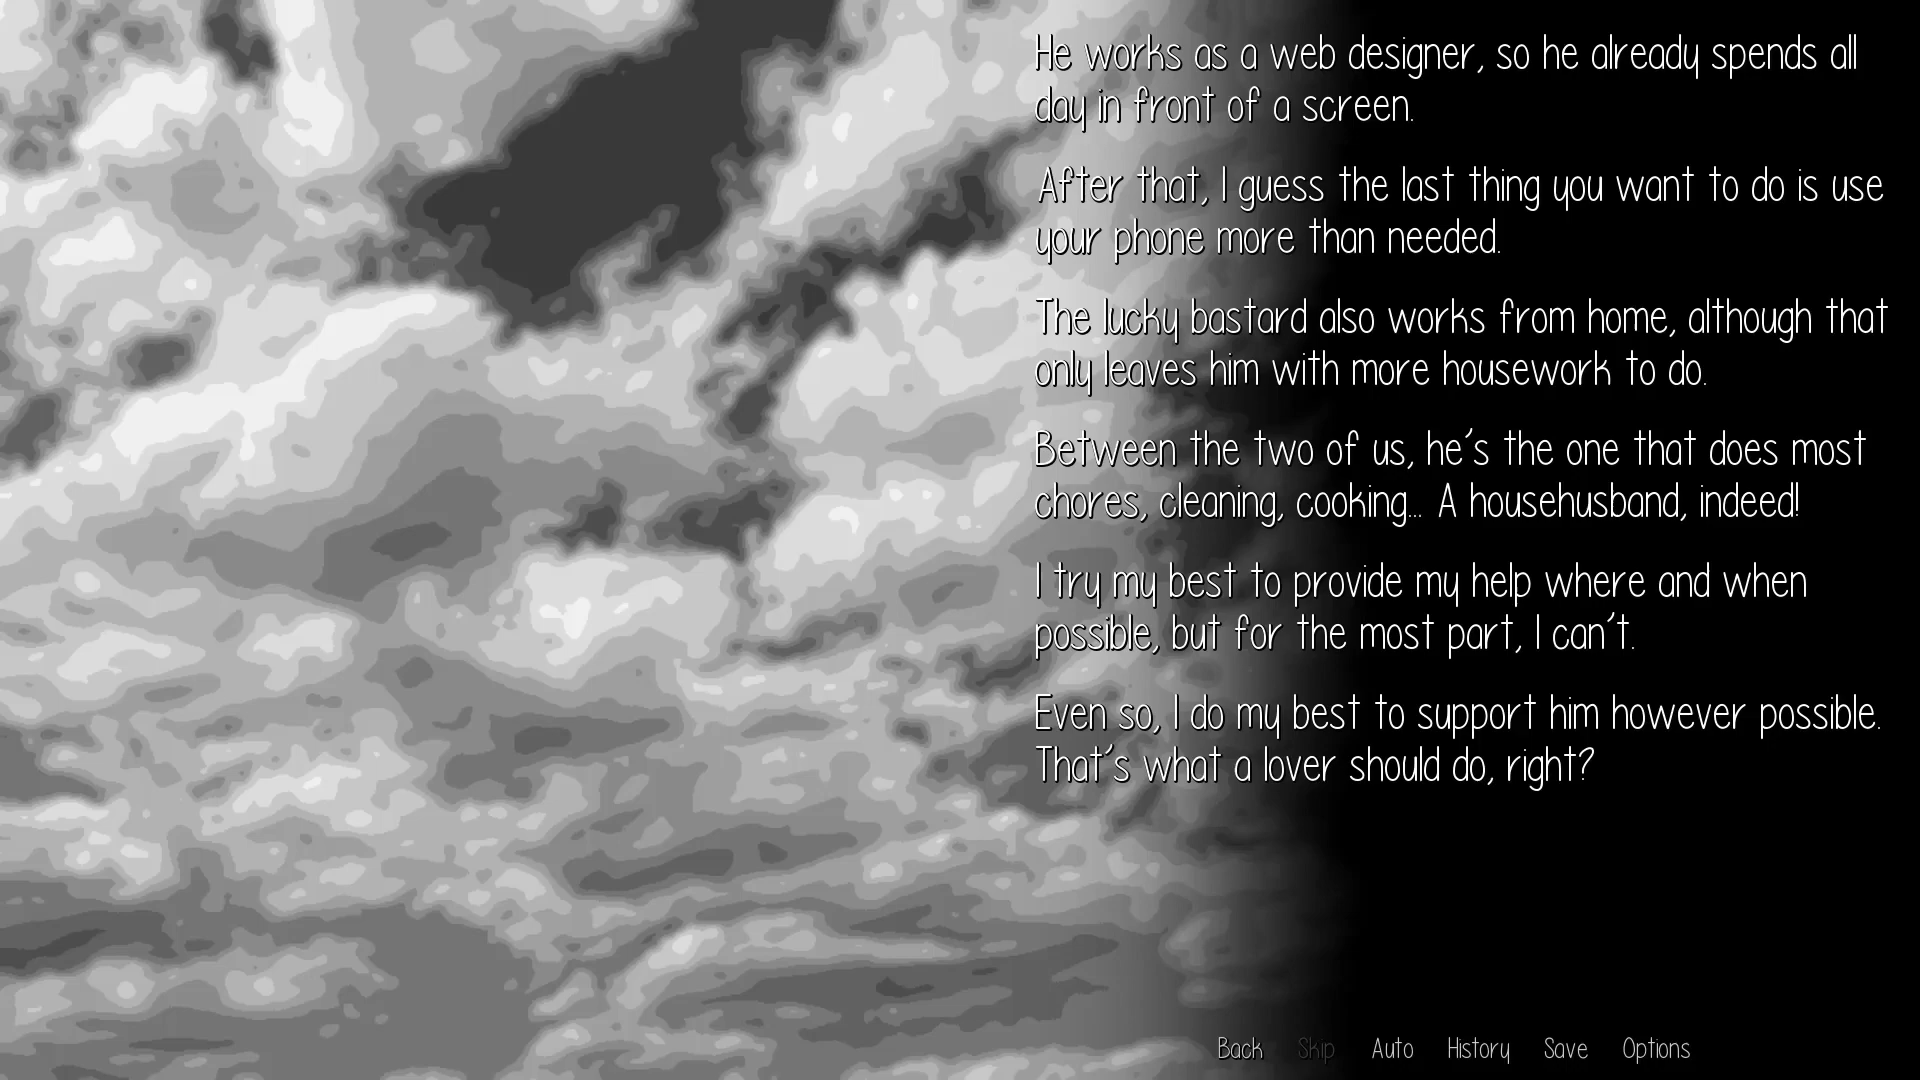 He works as a web designer, so he already spends all
day in front of a screen.
After that, I guess the last thing you want to do is use
your phone more than needed.
The lucky bastard also works from home, although that
only leaves him with more housework to do.
Between the two of us, he's the one that does most
chores, cleaning, cooking... A househusband, indeed!
I try my best to provide my help where and when
possible, but for the most part, I can't.
Even so, I do my best to support him however possible.
That's what a lover should do, right?
Back Skip Auto History Save Options